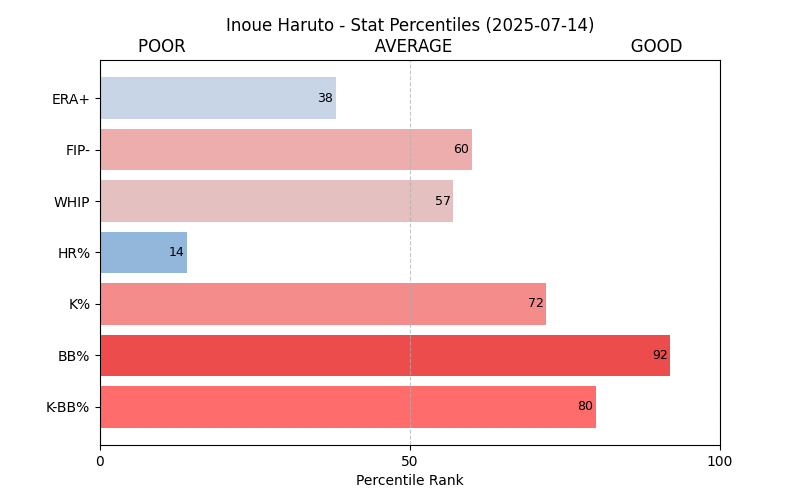 Inoue Haruto - Stat Percentiles (2025-07-14)
POOR AVERAGE GOOD
ERA+ 38
FIP- 60
WHIP 57
HR% 14
K% 72
BB% 92
K-BB% 80
0 50 100
Percentile Rank